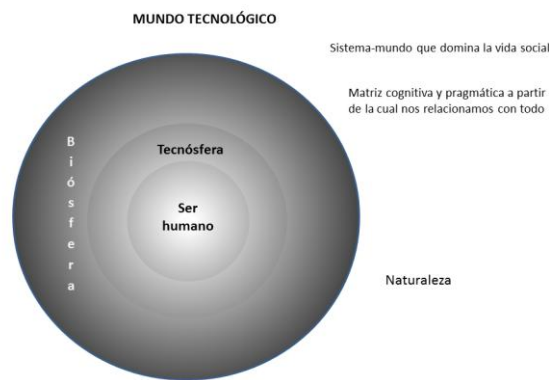 MUNDO TECNOLÓGICO
Sistema-mundo que domina la vida social
Matriz cognitiva y pragmática a partir
de la cual nos relacionamos con todo
Biósfera
Tecnósfera
Ser
humano
Naturaleza